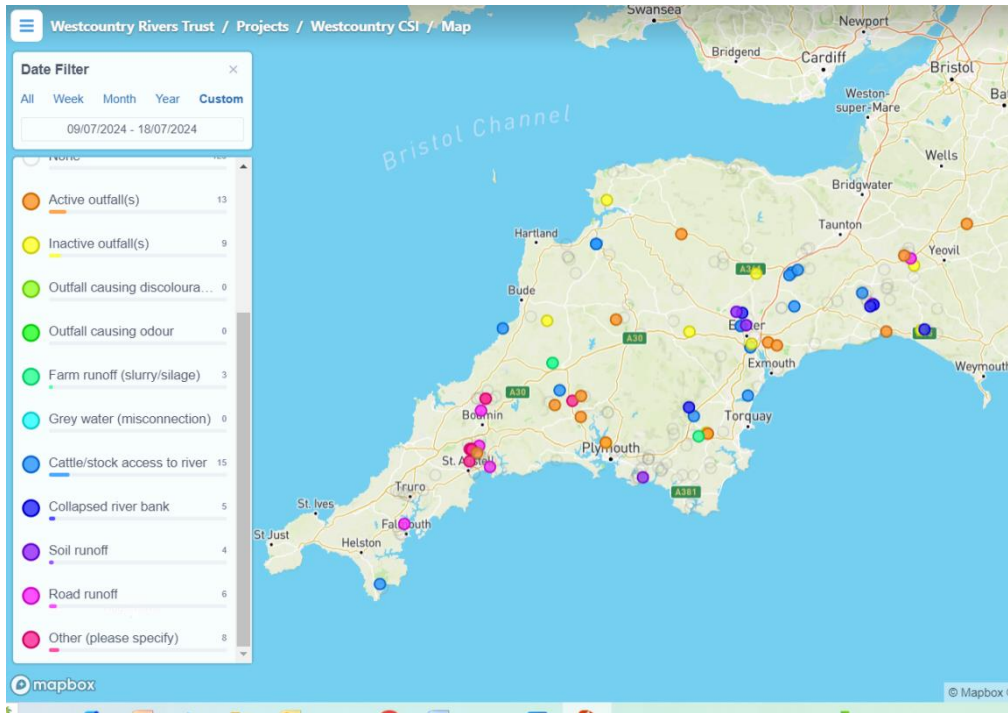 Westcountry Rivers Trust / Projects / Westcountry CSI / Map
Date Filter ×
All Week Month Year Custom
09/07/2024 - 18/07/2024
None
Active outfall(s) 13
Inactive outfall(s) 9
Outfall causing discoloura... 0
Outfall causing odour 0
Farm runoff (slurry/silage) 3
Grey water (misconnection) 0
Cattle/stock access to river 15
Collapsed river bank 5
Soil runoff 4
Road runoff 6
Other (please specify) 8
mapbox
Swansea
Newport
Bridgend
Cardiff
Bristol
Weston-
super-Mare
Ba
Bristol Channel
Wells
Bridgwater
Taunton
Hartland
Yeovil
Bude
A30
Exmouth
Weymouth
A30
Bodmin
Torquay
Plymouth
St. Austell
A381
Truro
St. Ives
Falmouth
St Just
Helston
© Mapbox